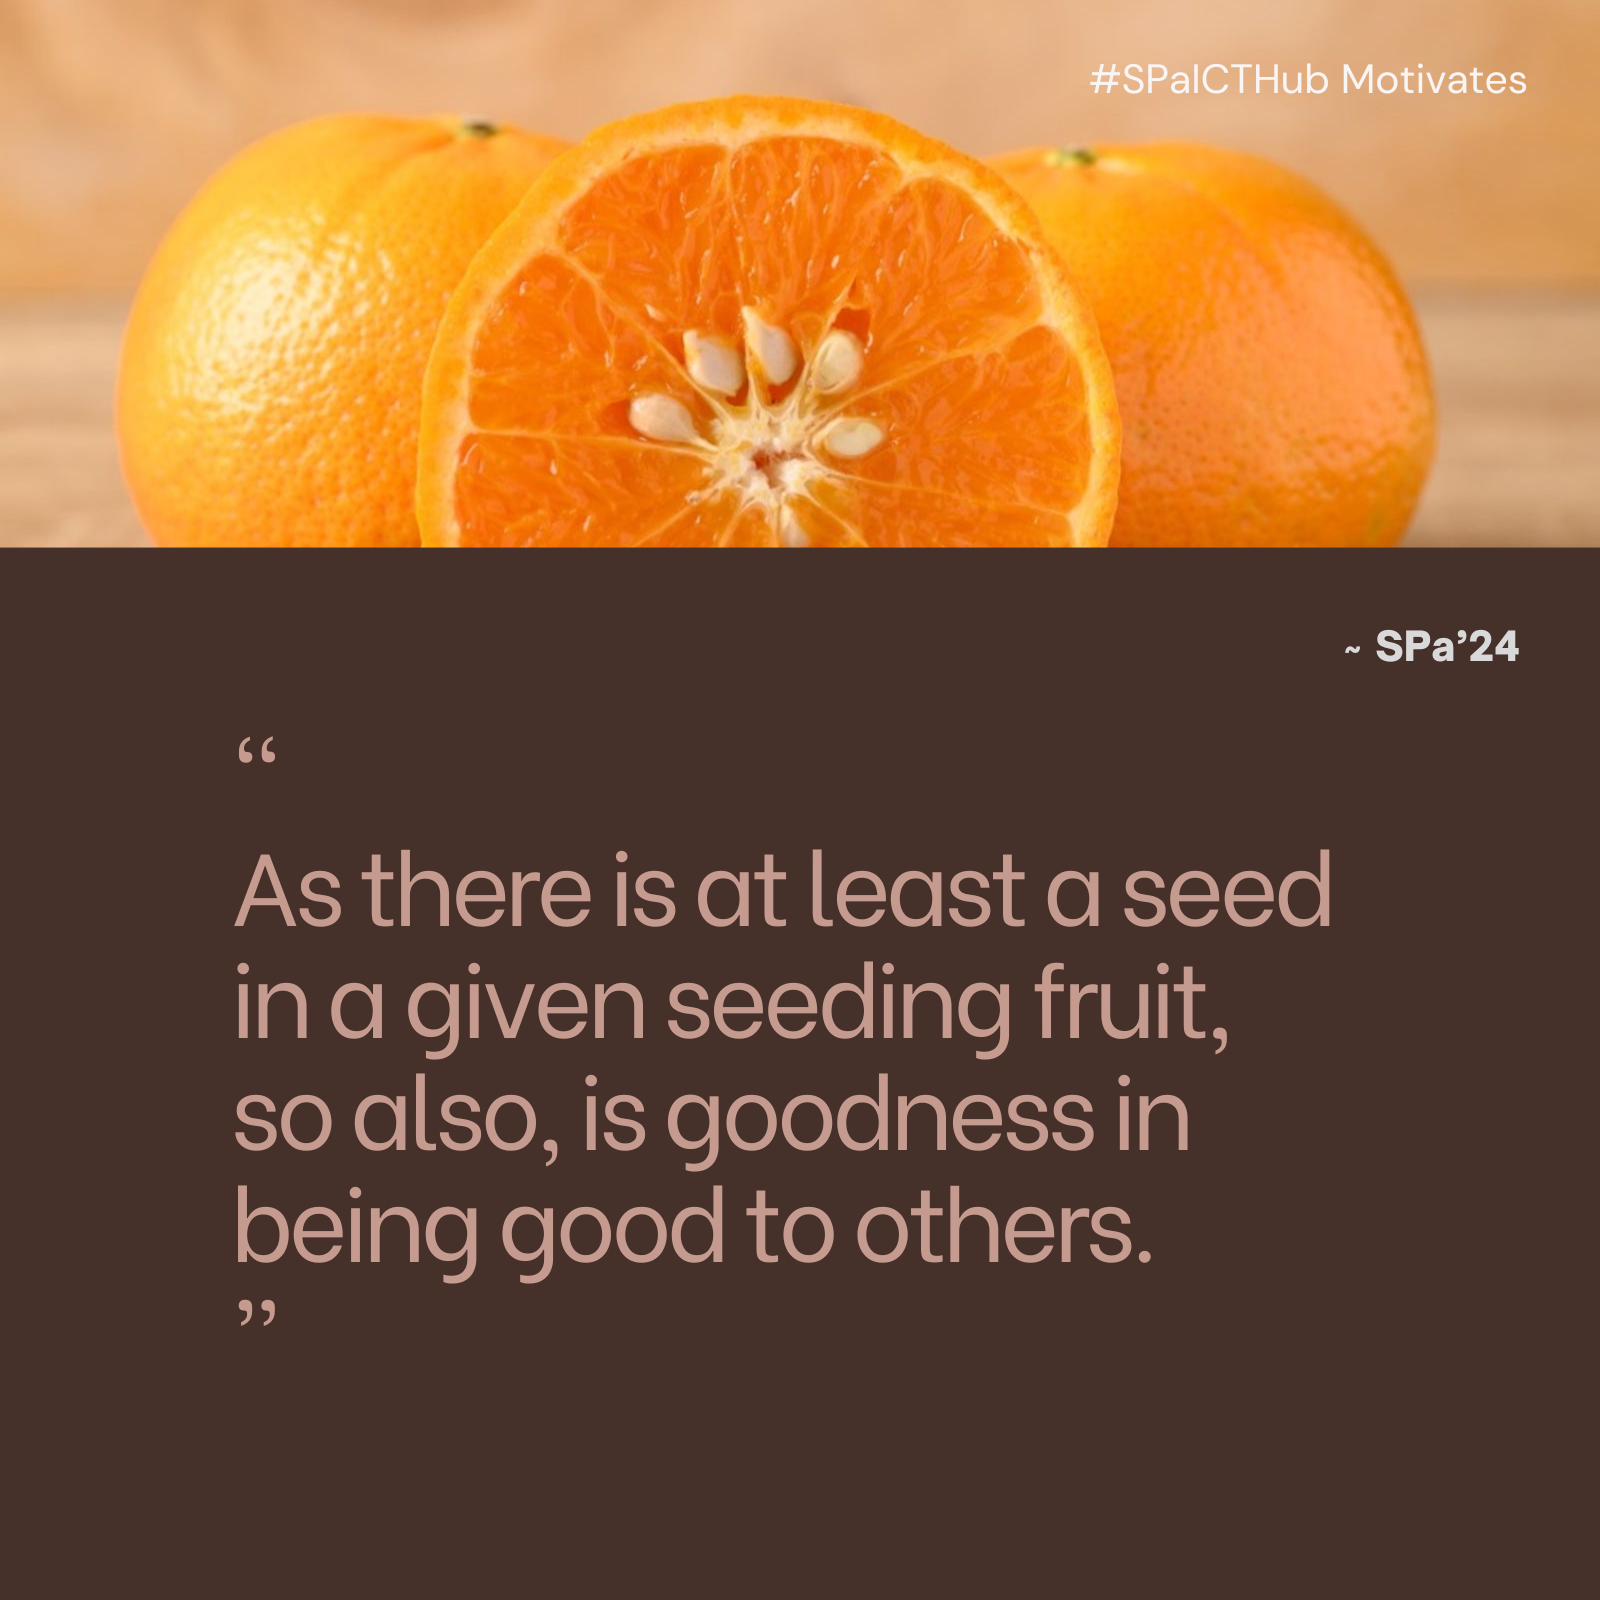 #SPaICTHub Motivates
~ SPa’24
“
As there is at least a seed
in a given seeding fruit,
so also, is goodness in
being good to others.
”